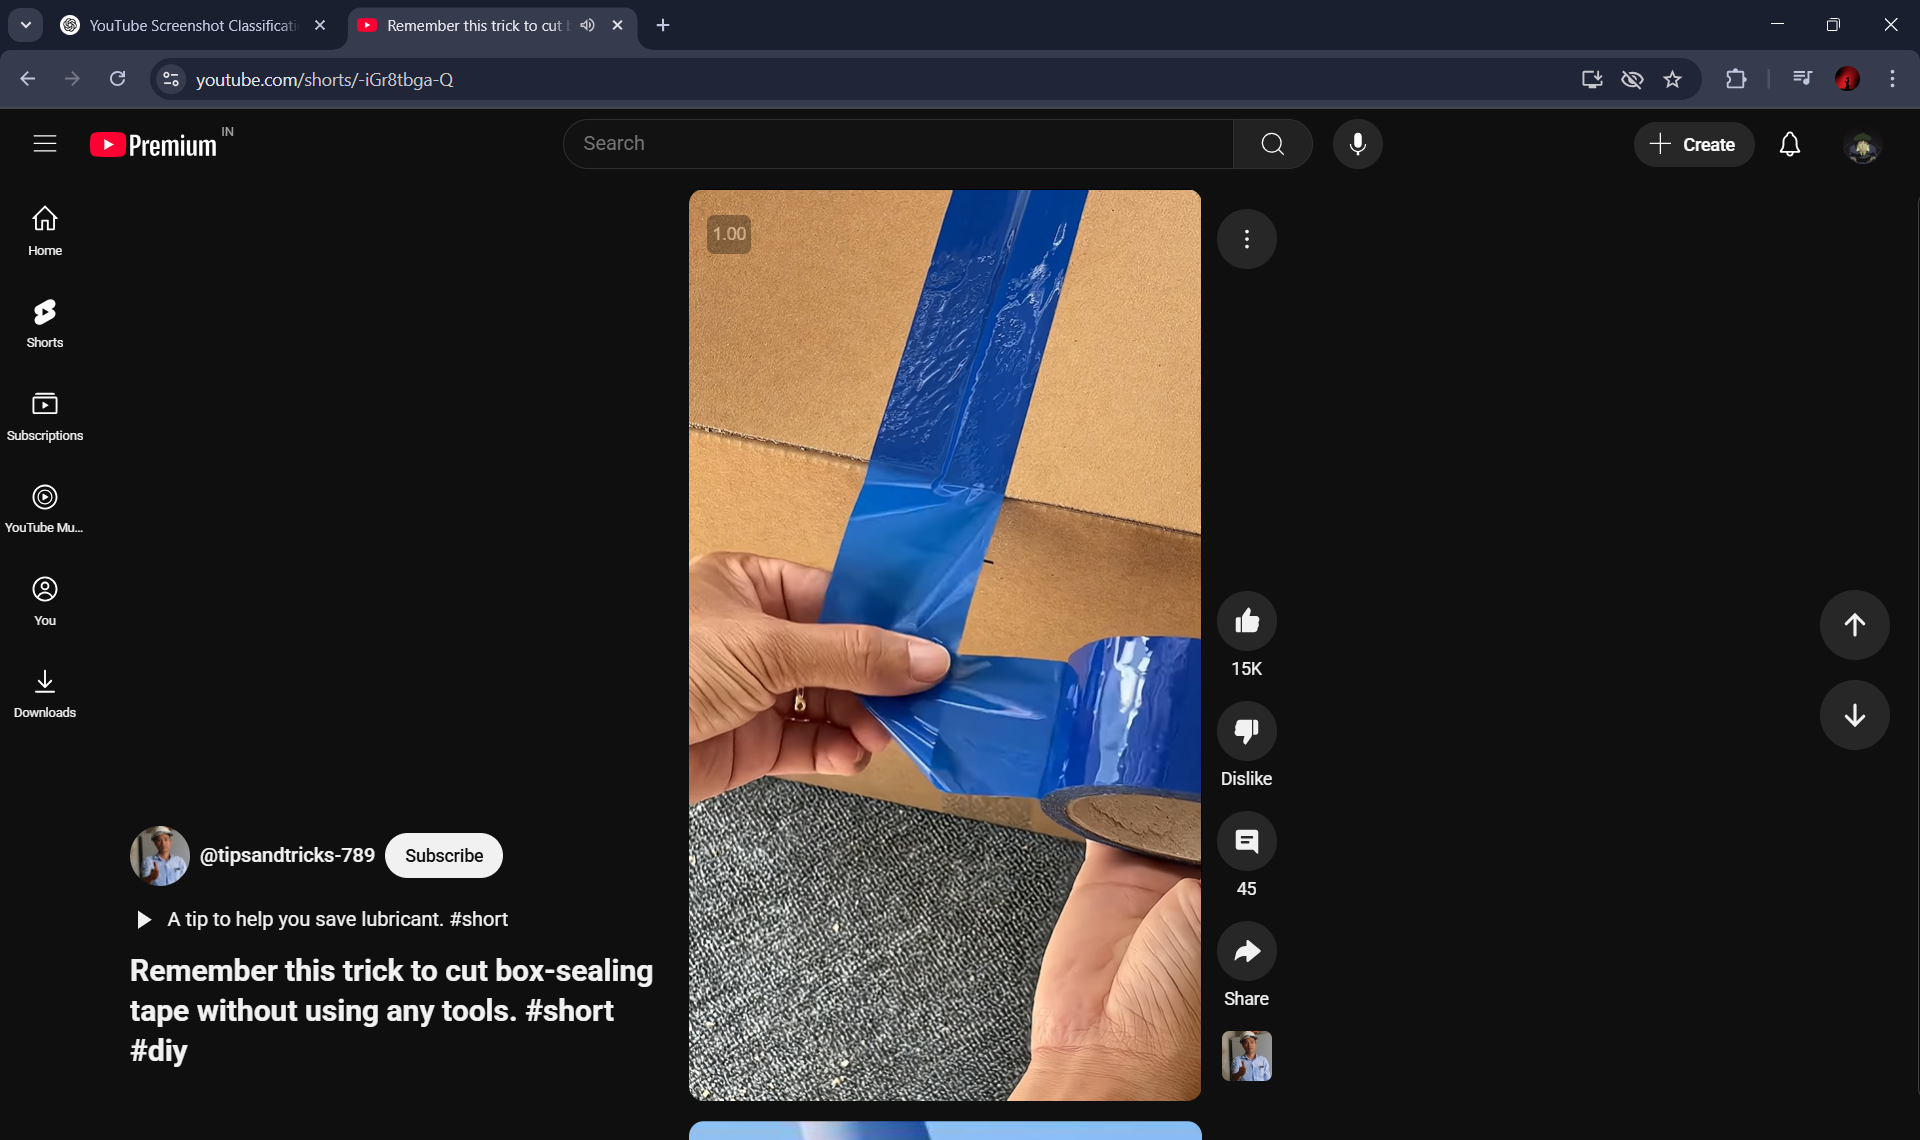 YouTube Screenshot Classificati
Remember this trick to cut b
youtube.com/shorts/-iGr8tbga-Q
Premium IN
Search
Create
Home
Shorts
Subscriptions
YouTube Mu...
You
Downloads
1.00
15K
Dislike
45
Share
@tipsandtricks-789 Subscribe
A tip to help you save lubricant. #short
Remember this trick to cut box-sealing
tape without using any tools. #short
#diy